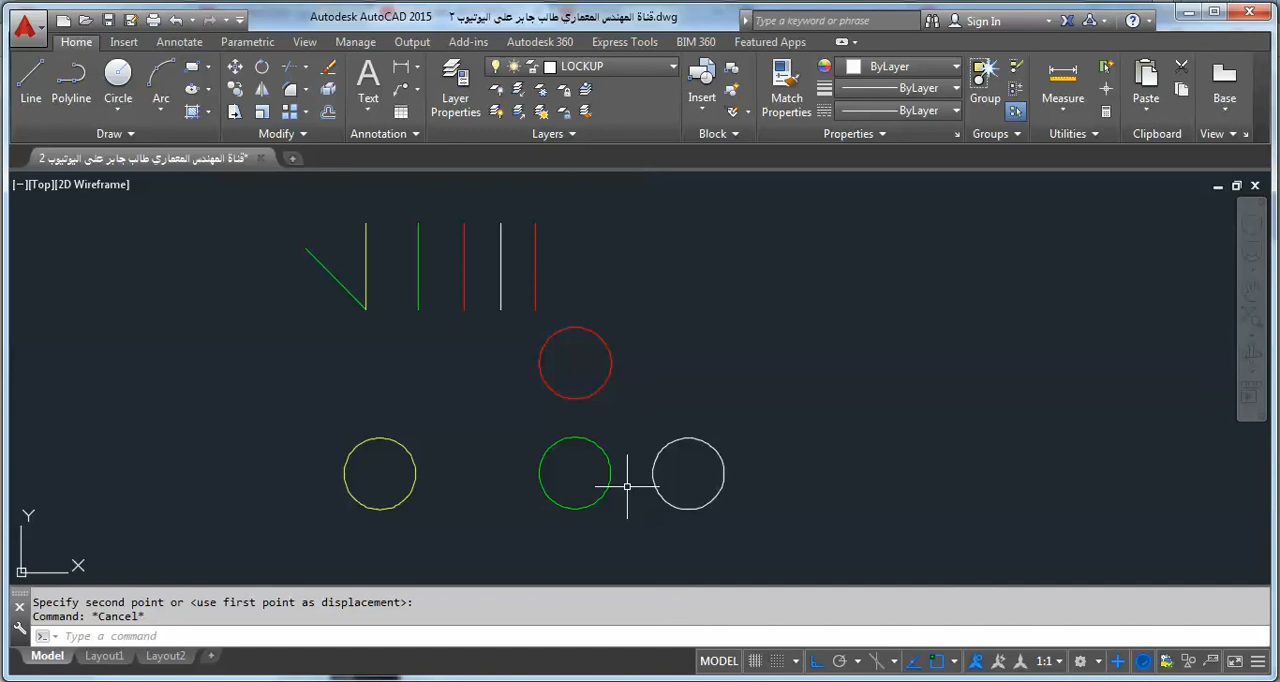 Autodesk AutoCAD 2015 قناة المهندس المعماري طالب جابر على اليوتيوب ٢.dwg
Type a keyword or phrase
Sign In
Home Insert Annotate Parametric View Manage Output Add-ins Autodesk 360 Express Tools BIM 360 Featured Apps
LOCKUP
ByLayer
Line Polyline Circle Arc
Text
Layer Properties
ByLayer
Insert
Match Properties
ByLayer
Group
Measure
Paste
Base
Draw Modify Annotation Layers Block Properties Groups Utilities Clipboard View
قناة المهندس المعماري طالب جابر على اليوتيوب 2*
[−][Top][2D Wireframe]
Y
X
Specify second point or <use first point as displacement>:
Command: *Cancel*
Type a command
Model Layout1 Layout2 +
MODEL 1:1